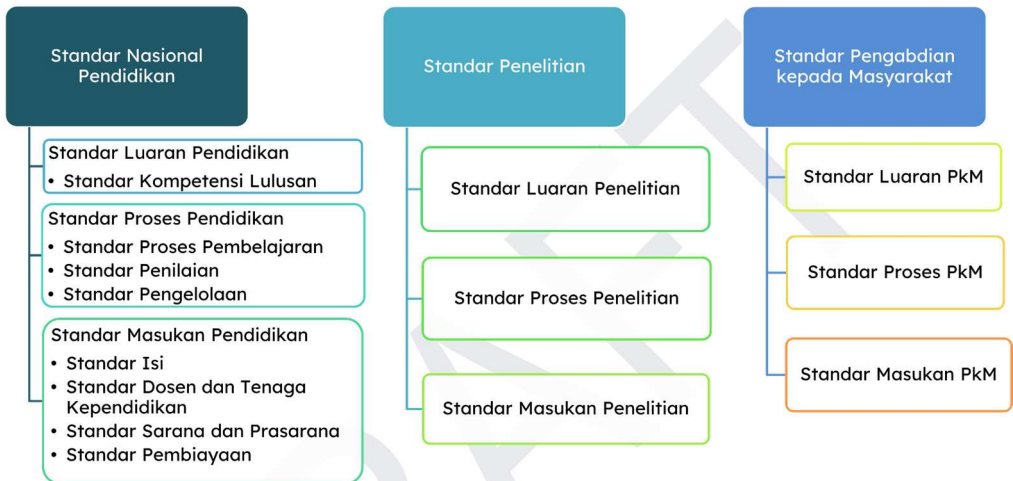 Standar Nasional
Pendidikan
Standar Luaran Pendidikan
• Standar Kompetensi Lulusan
Standar Proses Pendidikan
• Standar Proses Pembelajaran
• Standar Penilaian
• Standar Pengelolaan
Standar Masukan Pendidikan
• Standar Isi
• Standar Dosen dan Tenaga
Kependidikan
• Standar Sarana dan Prasarana
• Standar Pembiayaan
Standar Penelitian
Standar Luaran Penelitian
Standar Proses Penelitian
Standar Masukan Penelitian
Standar Pengabdian
kepada Masyarakat
Standar Luaran PkM
Standar Proses PkM
Standar Masukan PkM